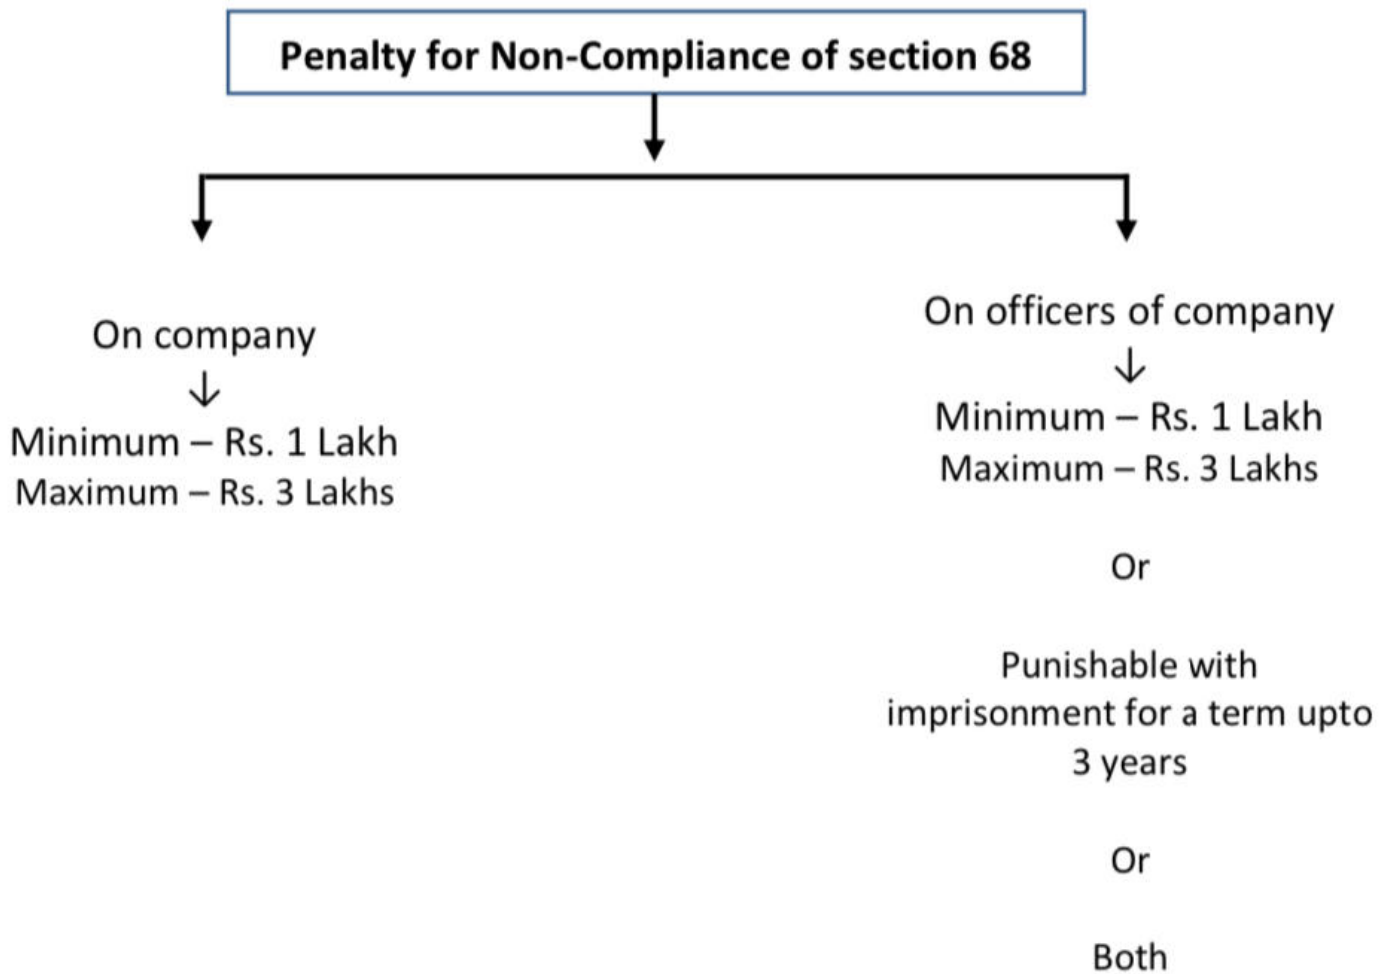 Penalty for Non-Compliance of section 68
On company
↓
Minimum – Rs. 1 Lakh
Maximum – Rs. 3 Lakhs
On officers of company
↓
Minimum – Rs. 1 Lakh
Maximum – Rs. 3 Lakhs
Or
Punishable with
imprisonment for a term upto
3 years
Or
Both